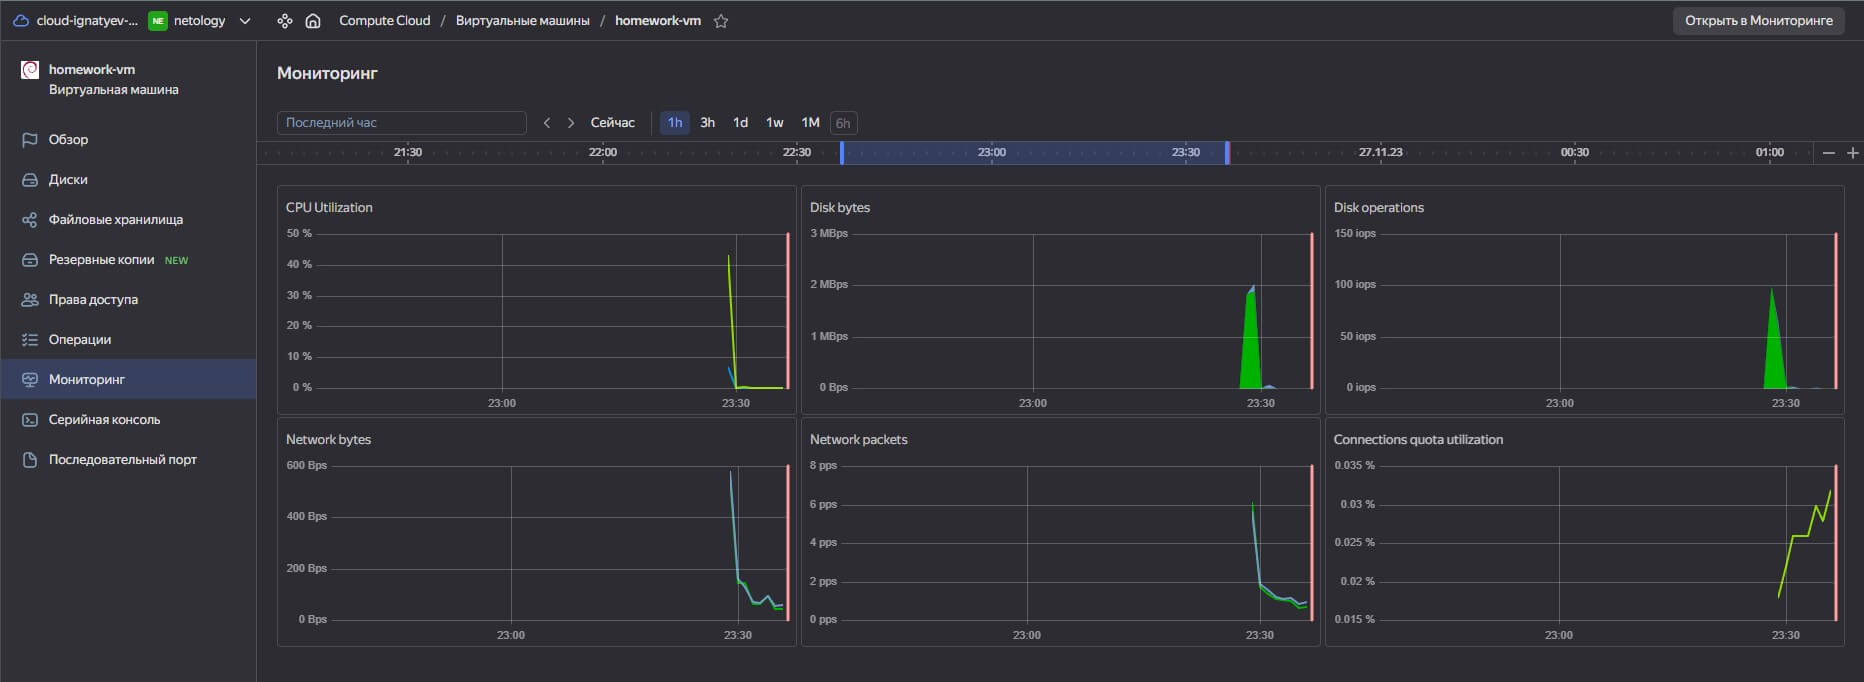 cloud-ignatyev-... NE netology Compute Cloud / Виртуальные машины / homework-vm Открыть в Мониторинге
homework-vm
Виртуальная машина
Обзор
Диски
Файловые хранилища
Резервные копии NEW
Права доступа
Операции
Мониторинг
Серийная консоль
Последовательный порт
Мониторинг
Последний час Сейчас 1h 3h 1d 1w 1M 6h
21:30 22:00 22:30 23:00 23:30 27.11.23 00:30 01:00
CPU Utilization
50 %
40 %
30 %
20 %
10 %
0 %
23:00 23:30
Disk bytes
3 MBps
2 MBps
1 MBps
0 Bps
23:00 23:30
Disk operations
150 iops
100 iops
50 iops
0 iops
23:00 23:30
Network bytes
600 Bps
400 Bps
200 Bps
0 Bps
23:00 23:30
Network packets
8 pps
6 pps
4 pps
2 pps
0 pps
23:00 23:30
Connections quota utilization
0.035 %
0.03 %
0.025 %
0.02 %
0.015 %
23:00 23:30